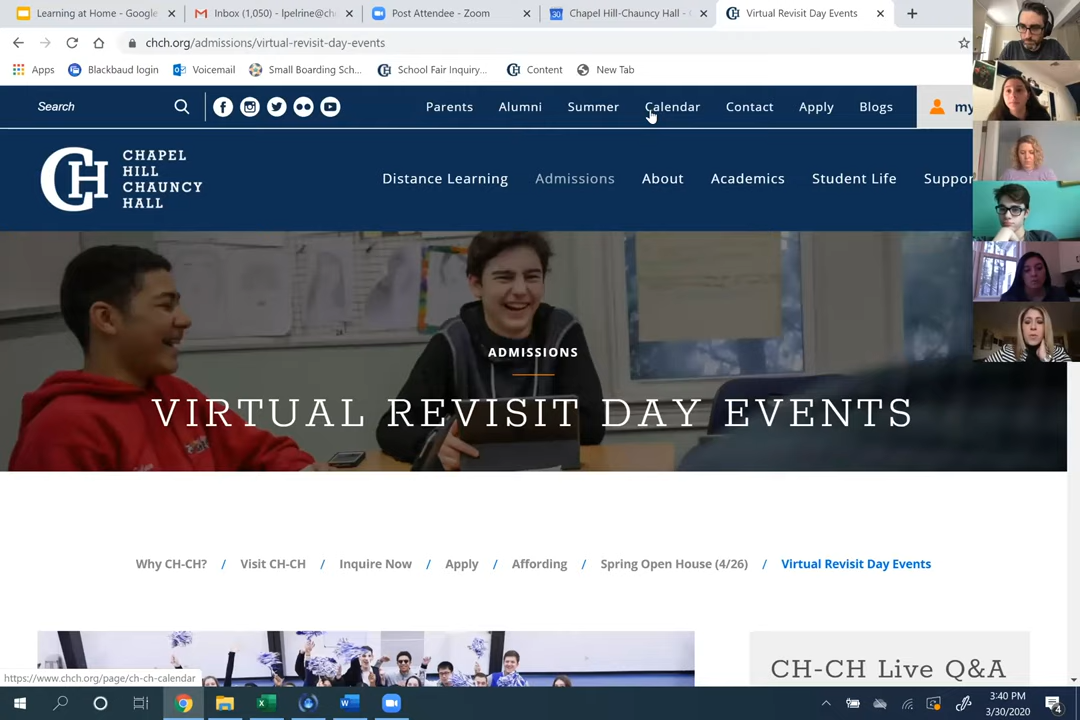 Learning at Home - Google
Inbox (1,050) - lpelrine@ch
Post Attendee - Zoom
30
Chapel Hill-Chauncy Hall -
Virtual Revisit Day Events
chch.org/admissions/virtual-revisit-day-events
Apps
Blackbaud login
Voicemail
Small Boarding Sch...
School Fair Inquiry...
Content
New Tab
Search
Parents
Alumni
Summer
Calendar
Contact
Apply
Blogs
my
CH
CHAPEL
HILL
CHAUNCY
HALL
Distance Learning
Admissions
About
Academics
Student Life
Suppor
ADMISSIONS
VIRTUAL REVISIT DAY EVENTS
Why CH-CH? / Visit CH-CH / Inquire Now / Apply / Affording / Spring Open House (4/26) / Virtual Revisit Day Events
CH-CH Live Q&A
https://www.chch.org/page/ch-ch-calendar
3:40 PM
3/30/2020
4